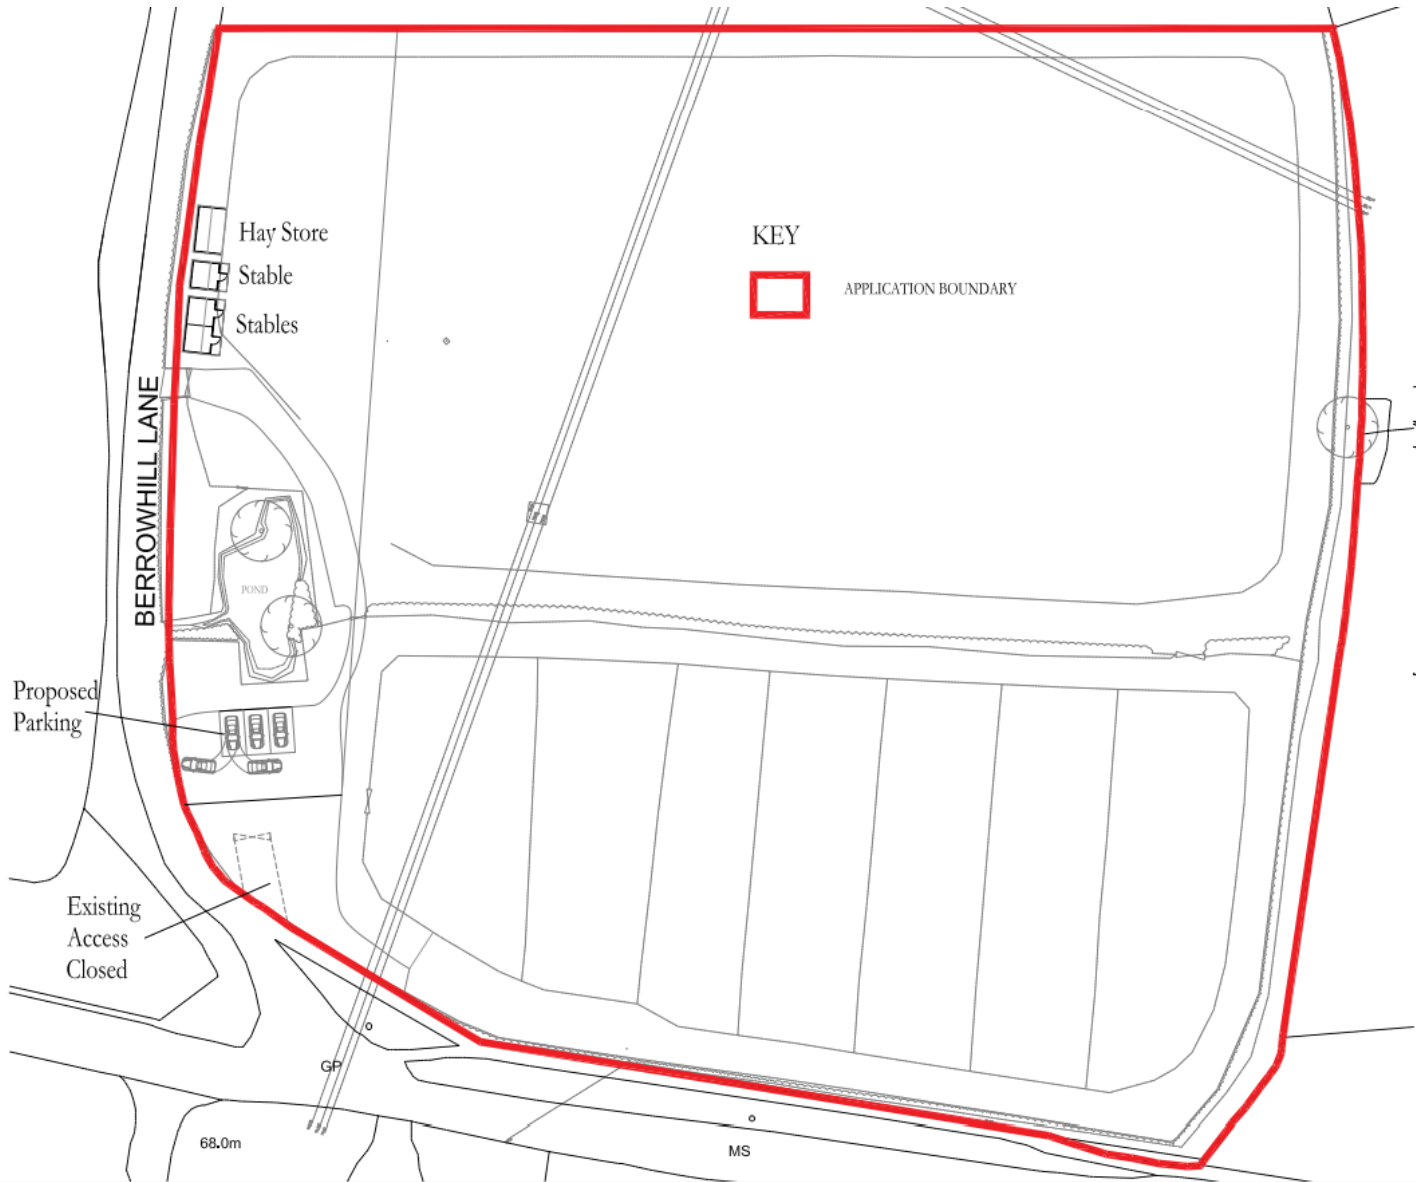 Hay Store
Stable
Stables
KEY
APPLICATION BOUNDARY
BERROWHILL LANE
POND
Proposed
Parking
Existing
Access
Closed
GP
68.0m
MS